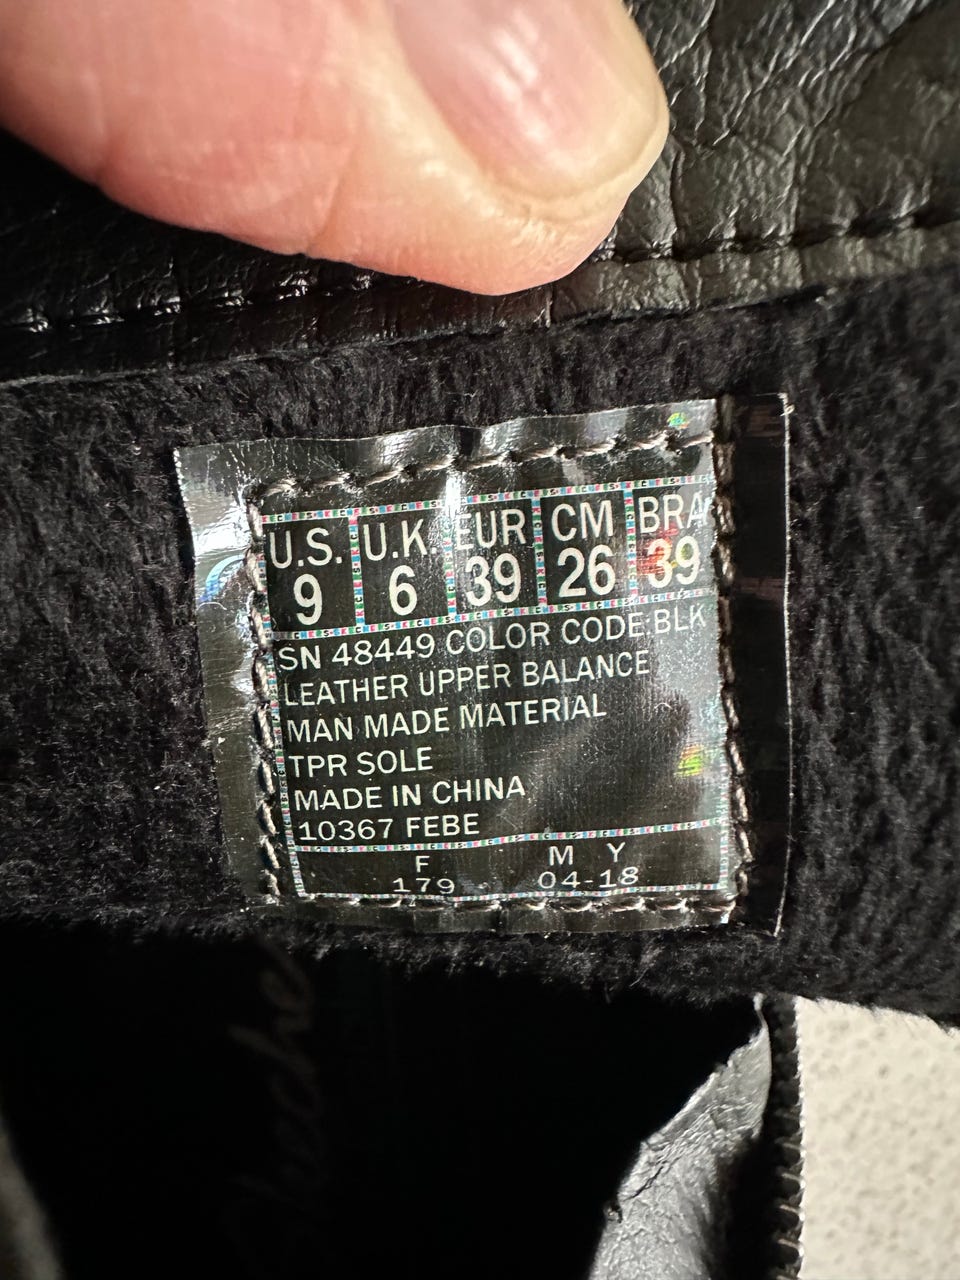 U.S. U.K. EUR CM BRA
9 6 39 26 39
SN 48449 COLOR CODE:BLK
LEATHER UPPER BALANCE
MAN MADE MATERIAL
TPR SOLE
MADE IN CHINA
10367 FEBE
F M Y
179 04-18